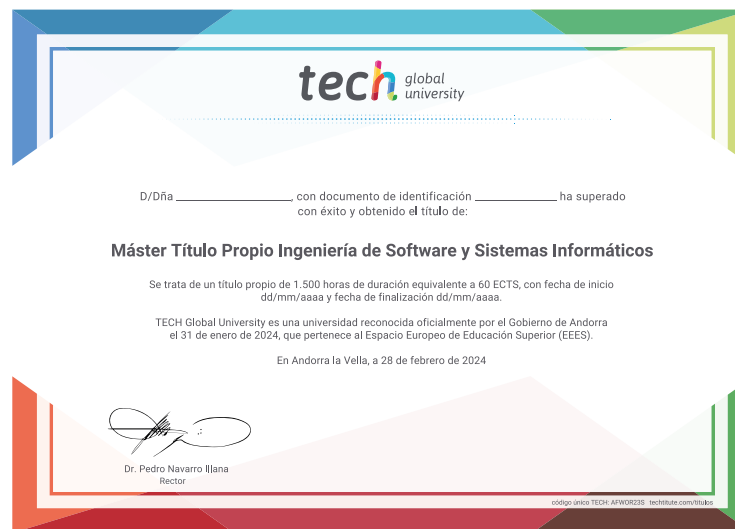 tech global university
D/Dña ____________, con documento de identificación ____________ ha superado
con éxito y obtenido el título de:
Máster Título Propio Ingeniería de Software y Sistemas Informáticos
Se trata de un título propio de 1.500 horas de duración equivalente a 60 ECTS, con fecha de inicio
dd/mm/aaaa y fecha de finalización dd/mm/aaaa.
TECH Global University es una universidad reconocida oficialmente por el Gobierno de Andorra
el 31 de enero de 2024, que pertenece al Espacio Europeo de Educación Superior (EEES).
En Andorra la Vella, a 28 de febrero de 2024
Dr. Pedro Navarro Illana
Rector
código único TECH: AFWOR23S techtitute.com/titulos